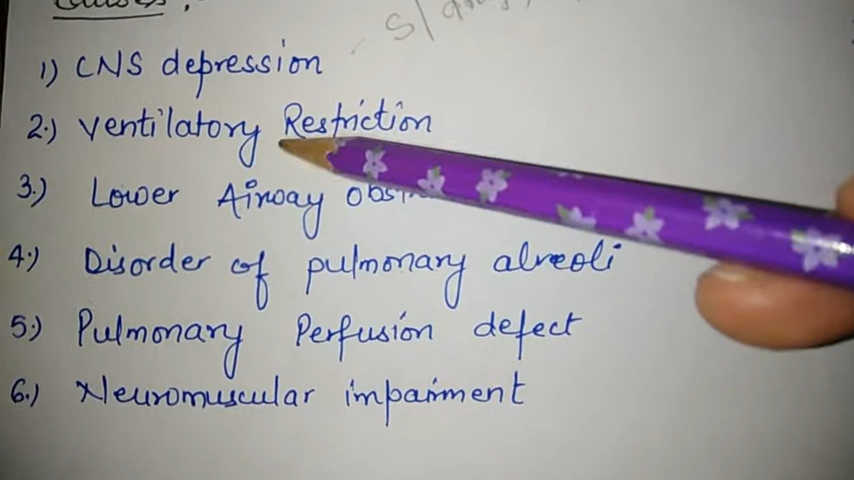 Causes :
1) CNS depression
2.) Ventilatory Restriction
3.) Lower Airway
4.) Disorder of pulmonary alveoli
5.) Pulmonary Perfusion defect
6.) Neuromuscular impairment